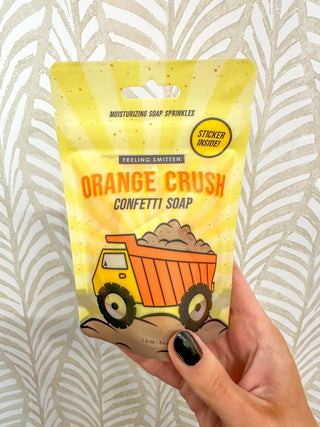 MOISTURIZING SOAP SPRINKLES
STICKER
INSIDE!
FEELING SMITTEN
ORANGE CRUSH
CONFETTI SOAP